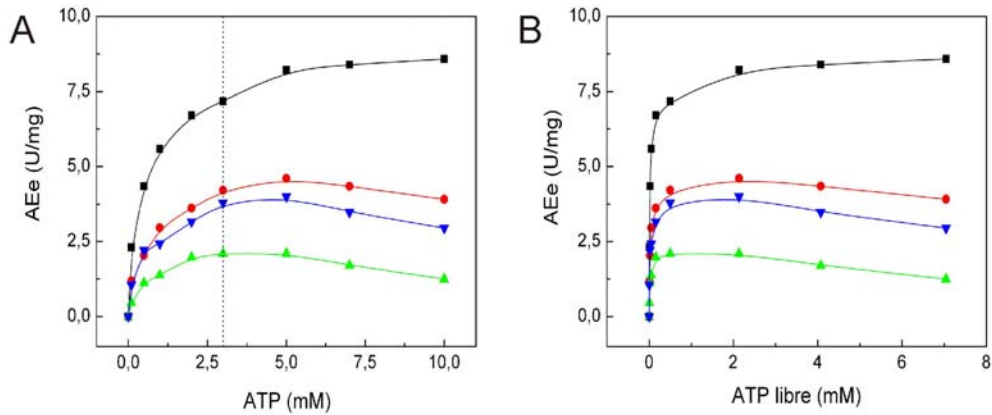 A
AEe (U/mg)
10,0
7,5
5,0
2,5
0,0
0,0 2,5 5,0 7,5 10,0
ATP (mM)
B
AEe (U/mg)
10,0
7,5
5,0
2,5
0,0
0 2 4 6 8
ATP libre (mM)